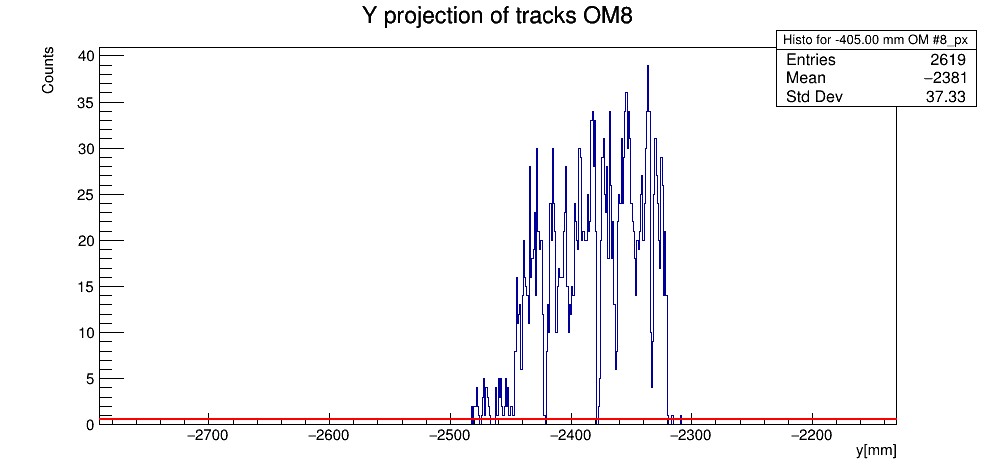 Y projection of tracks OM8
Histo for -405.00 mm OM #8_px
Entries 2619
Mean −2381
Std Dev 37.33
Counts
40
35
30
25
20
15
10
5
0
−2700 −2600 −2500 −2400 −2300 −2200
y[mm]